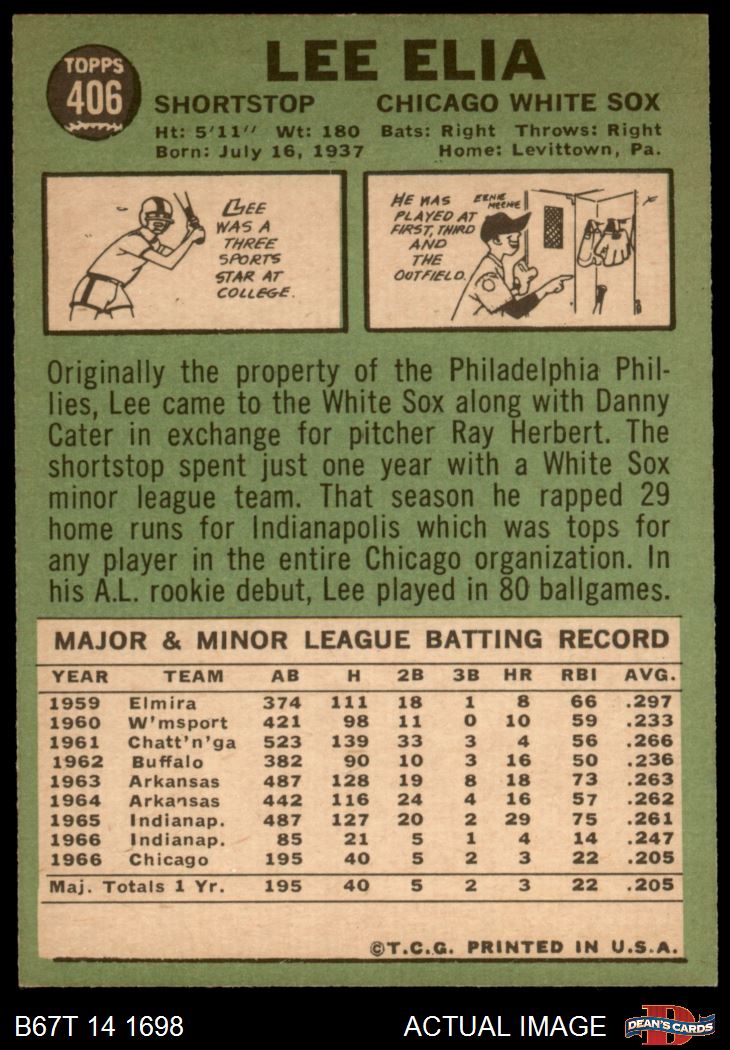 TOPPS
406
LEE ELIA
SHORTSTOP CHICAGO WHITE SOX
Ht: 5'11" Wt: 180 Bats: Right Throws: Right
Born: July 16, 1937 Home: Levittown, Pa.
LEE
WAS A
THREE
SPORTS
STAR AT
COLLEGE.
HE WAS
PLAYED AT
FIRST, THIRD
AND
THE
OUTFIELD.
Originally the property of the Philadelphia Phil-
lies, Lee came to the White Sox along with Danny
Cater in exchange for pitcher Ray Herbert. The
shortstop spent just one year with a White Sox
minor league team. That season he rapped 29
home runs for Indianapolis which was tops for
any player in the entire Chicago organization. In
his A.L. rookie debut, Lee played in 80 ballgames.
MAJOR & MINOR LEAGUE BATTING RECORD
YEAR TEAM AB H 2B 3B HR RBI AVG.
1959 Elmira 374 111 18 1 8 66 .297
1960 W'msport 421 98 11 0 10 59 .233
1961 Chatt'n'ga 523 139 33 3 4 56 .266
1962 Buffalo 382 90 10 3 16 50 .236
1963 Arkansas 487 128 19 8 18 73 .263
1964 Arkansas 442 116 24 4 16 57 .262
1965 Indianap. 487 127 20 2 29 75 .261
1966 Indianap. 85 21 5 1 4 14 .247
1966 Chicago 195 40 5 2 3 22 .205
Maj. Totals 1 Yr. 195 40 5 2 3 22 .205
©T.C.G. PRINTED IN U.S.A.
B67T 14 1698 ACTUAL IMAGE
DEAN'S CARDS